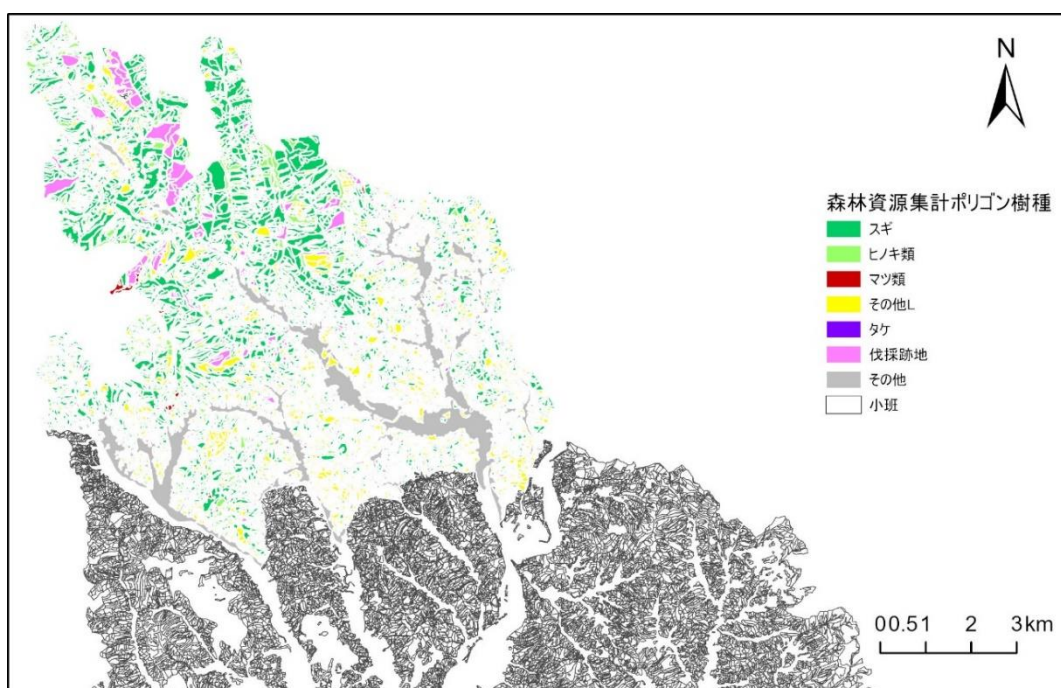 N
森林資源集計ポリゴン樹種
スギ
ヒノキ類
マツ類
その他L
タケ
伐採跡地
その他
小班
00.51 2 3km